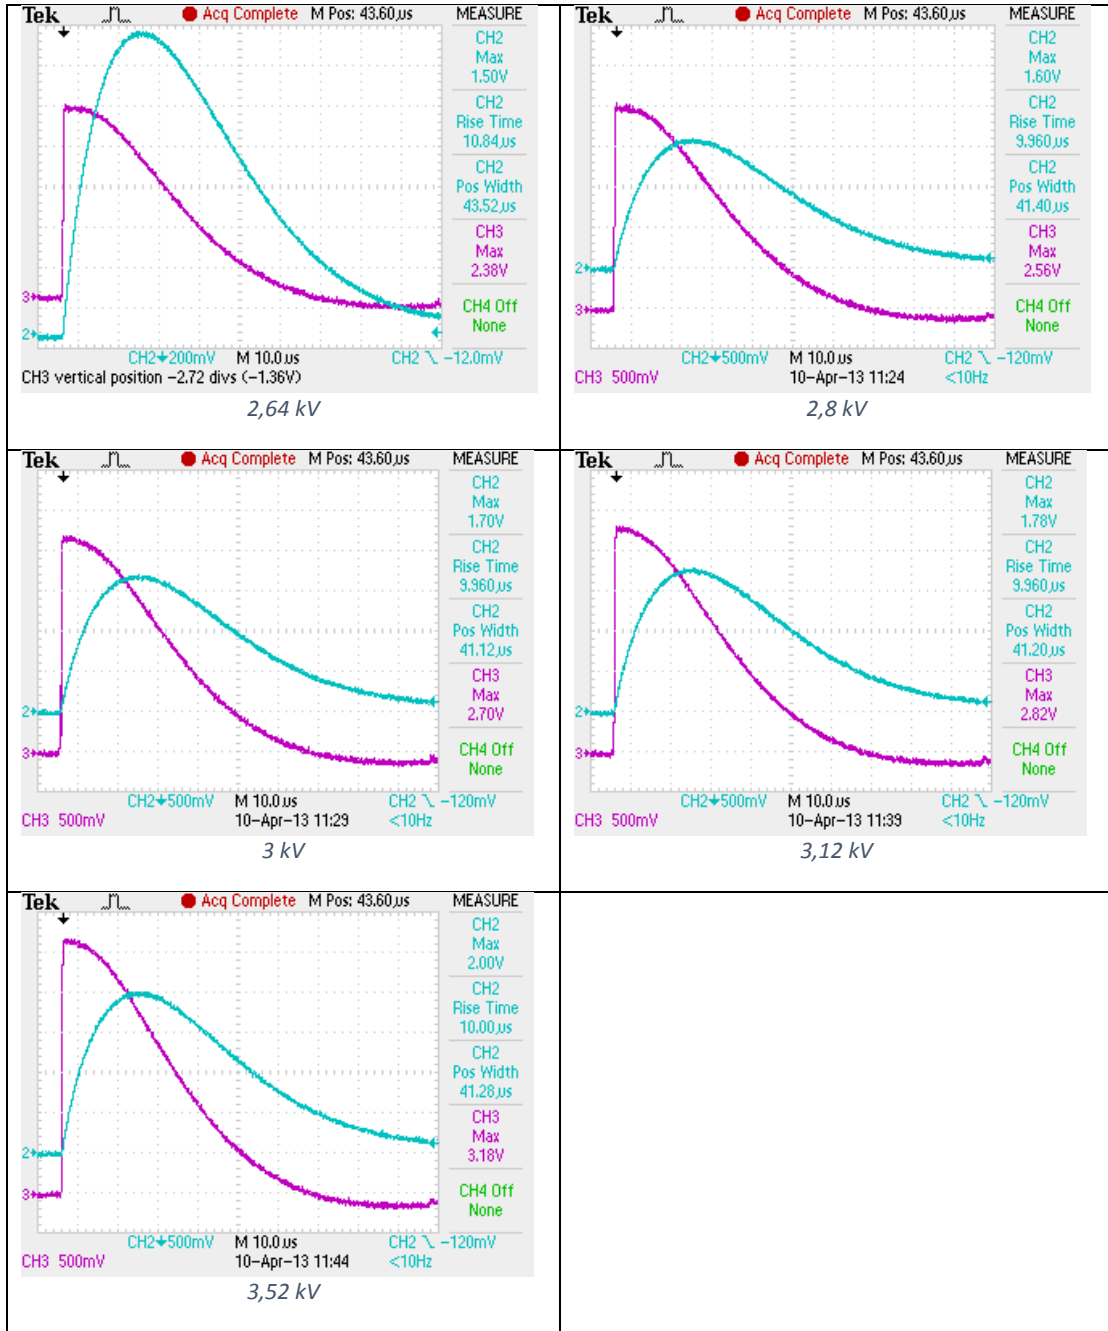 Tek Acq Complete M Pos: 43.60µs MEASURE
CH2
Max
1.50V
CH2
Rise Time
10.84µs
CH2
Pos Width
43.52µs
CH3
Max
2.38V
CH4 Off
None
3
2
CH2 200mV M 10.0µs CH2 -12.0mV
CH3 vertical position -2.72 divs (-1.36V)
2,64 kV
Tek Acq Complete M Pos: 43.60µs MEASURE
CH2
Max
1.60V
CH2
Rise Time
9.960µs
CH2
Pos Width
41.40µs
CH3
Max
2.56V
CH4 Off
None
2
3
CH2 500mV M 10.0µs CH2 -120mV
CH3 500mV 10-Apr-13 11:24 <10Hz
2,8 kV
Tek Acq Complete M Pos: 43.60µs MEASURE
CH2
Max
1.70V
CH2
Rise Time
9.960µs
CH2
Pos Width
41.12µs
CH3
Max
2.70V
CH4 Off
None
2
3
CH2 500mV M 10.0µs CH2 -120mV
CH3 500mV 10-Apr-13 11:29 <10Hz
3 kV
Tek Acq Complete M Pos: 43.60µs MEASURE
CH2
Max
1.78V
CH2
Rise Time
9.960µs
CH2
Pos Width
41.20µs
CH3
Max
2.82V
CH4 Off
None
2
3
CH2 500mV M 10.0µs CH2 -120mV
CH3 500mV 10-Apr-13 11:39 <10Hz
3,12 kV
Tek Acq Complete M Pos: 43.60µs MEASURE
CH2
Max
2.00V
CH2
Rise Time
10.00µs
CH2
Pos Width
41.28µs
CH3
Max
3.18V
CH4 Off
None
2
3
CH2 500mV M 10.0µs CH2 -120mV
CH3 500mV 10-Apr-13 11:44 <10Hz
3,52 kV